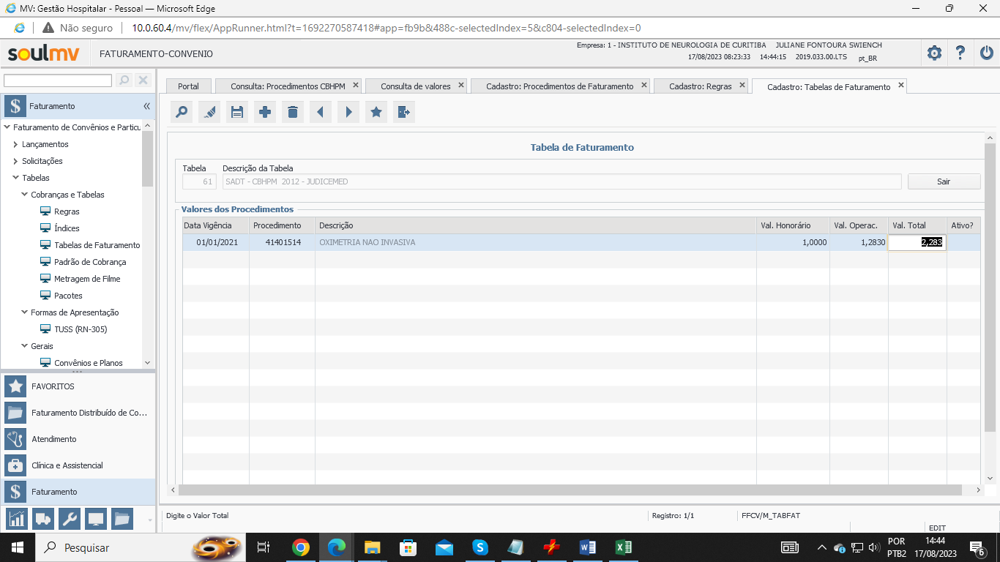 MV: Gestão Hospitalar - Pessoal — Microsoft Edge
Não seguro 10.0.60.4/mv/flex/AppRunner.html?t=1692270587418#app=fb9b&488c-selectedIndex=5&c804-selectedIndex=0
soulmv FATURAMENTO-CONVENIO
Empresa: 1 - INSTITUTO DE NEUROLOGIA DE CURITIBA JULIANE FONTOURA SWIENCH
17/08/2023 08:23:33 14:44:15 2019.033.00.LTS pt_BR
Portal
Consulta: Procedimentos CBHPM
Consulta de valores
Cadastro: Procedimentos de Faturamento
Cadastro: Regras
Cadastro: Tabelas de Faturamento
Faturamento
Faturamento de Convênios e Particu
Lançamentos
Solicitações
Tabelas
Cobranças e Tabelas
Regras
Índices
Tabelas de Faturamento
Padrão de Cobrança
Metragem de Filme
Pacotes
Formas de Apresentação
TUSS (RN-305)
Gerais
Convênios e Planos
FAVORITOS
Faturamento Distribuído de Co...
Atendimento
Clínica e Assistencial
Faturamento
Tabela de Faturamento
Tabela Descrição da Tabela
61 SADT - CBHPM 2012 - JUDICEMED Sair
Valores dos Procedimentos
Data Vigência Procedimento Descrição Val. Honorário Val. Operac. Val. Total Ativo?
01/01/2021 41401514 OXIMETRIA NAO INVASIVA 1,0000 1,2830 2,283
Digite o Valor Total Registro: 1/1 FFCV/M_TABFAT
EDIT
Pesquisar
POR
PTB2
14:44
17/08/2023
6